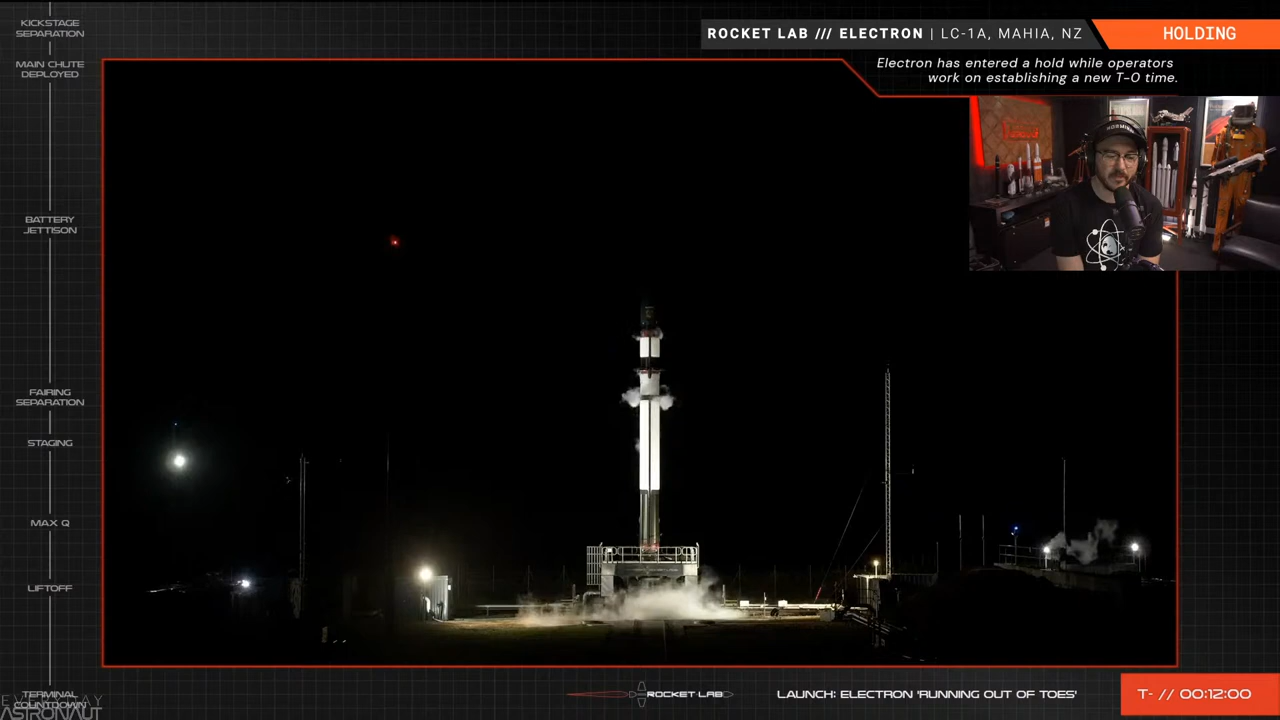 KICKSTAGE
SEPARATION
ROCKET LAB /// ELECTRON | LC-1A, MAHIA, NZ
HOLDING
Electron has entered a hold while operators
work on establishing a new T-0 time.
MAIN CHUTE
DEPLOYED
BATTERY
JETTISON
FAIRING
SEPARATION
STAGING
MAX Q
LIFTOFF
TERMINAL
COUNTDOWN
EVERYDAY
ASTRONAUT
ROCKET LAB
LAUNCH: ELECTRON 'RUNNING OUT OF TOES'
T- // 00:12:00